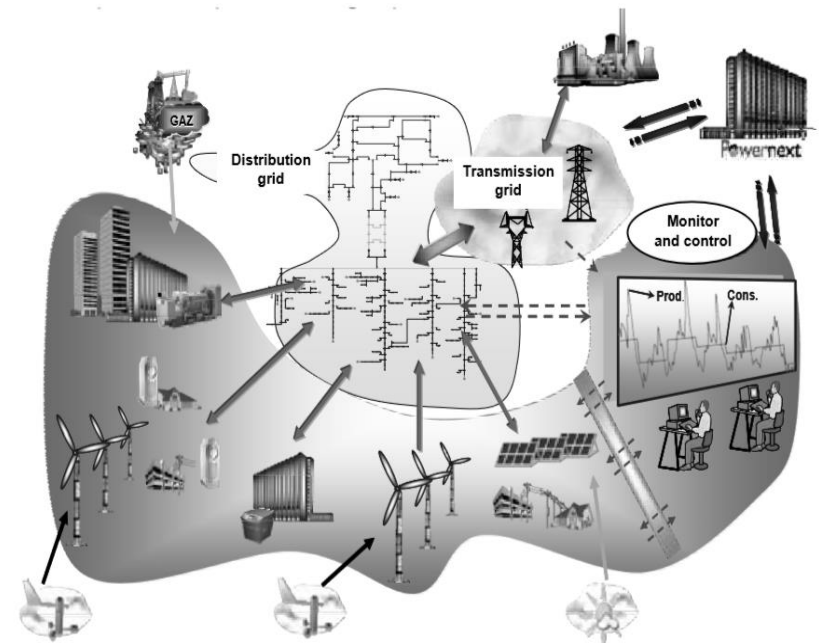 GAZ
Distribution
grid
Transmission
grid
Powernext
Monitor
and control
Prod.
Cons.